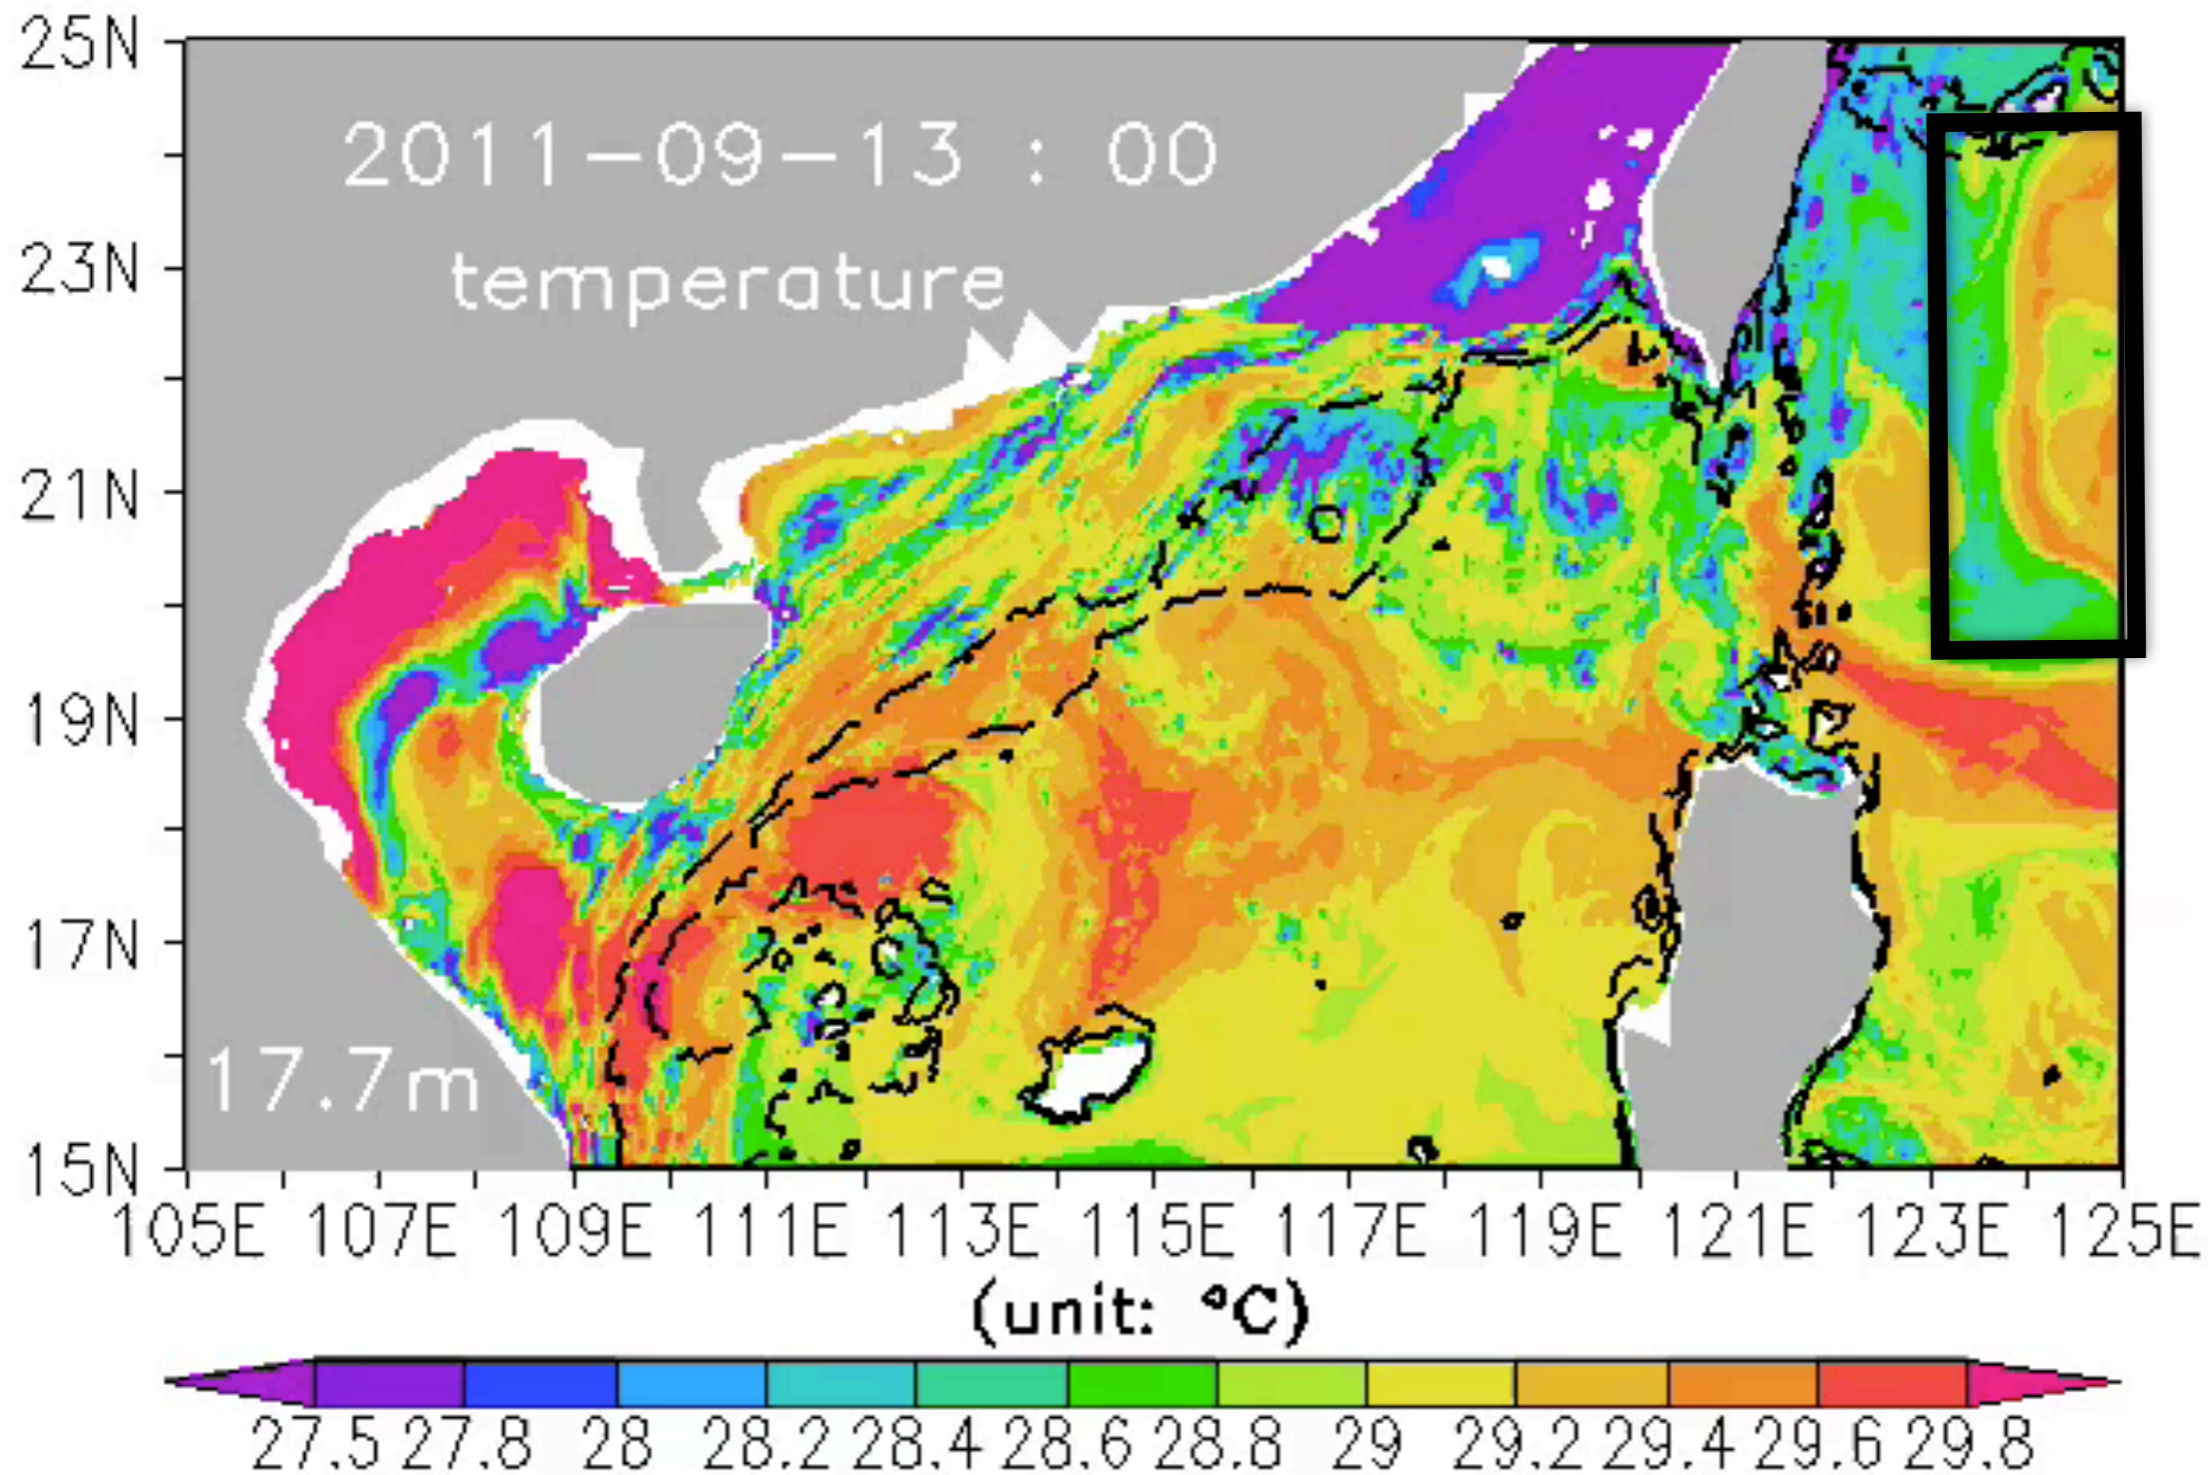 25N
2011-09-13 : 00
23N
temperature
21N
19N
17N
17.7m
15N
105E 107E 109E 111E 113E 115E 117E 119E 121E 123E 125E
(unit: °C)
27.5 27.8 28 28.2 28.4 28.6 28.8 29 29.2 29.4 29.6 29.8